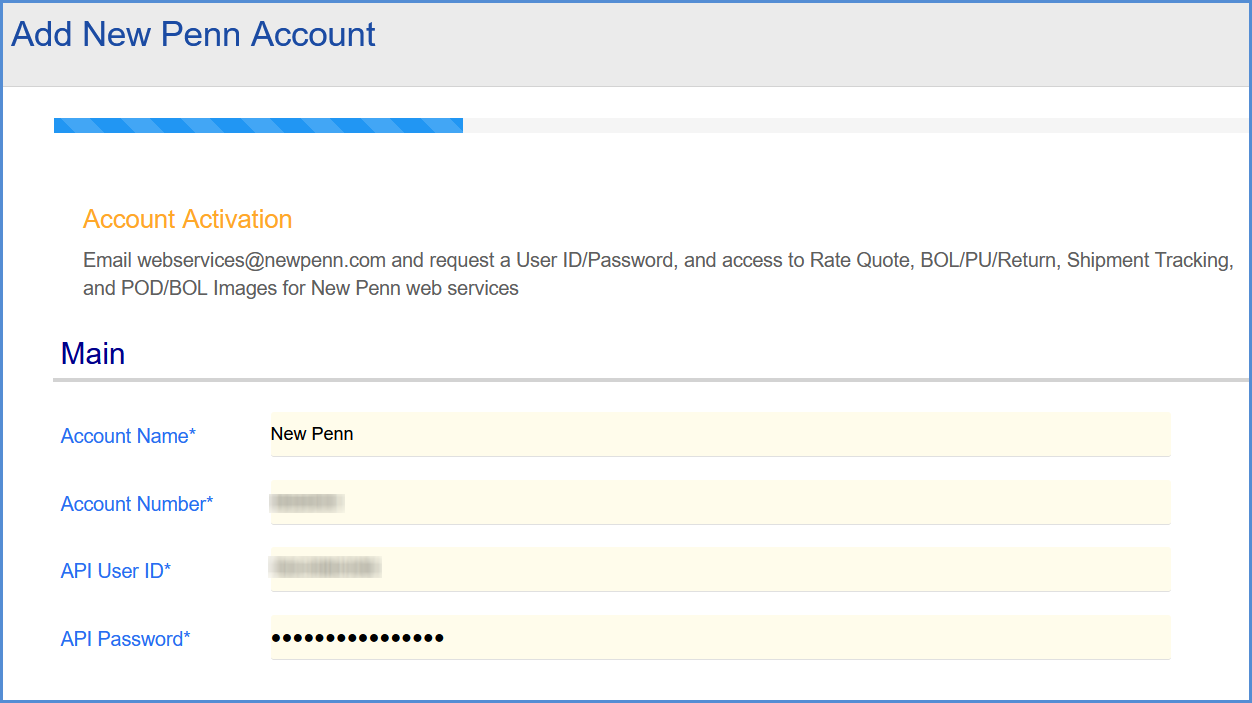 Add New Penn Account
Account Activation
Email webservices@newpenn.com and request a User ID/Password, and access to Rate Quote, BOL/PU/Return, Shipment Tracking,
and POD/BOL Images for New Penn web services
Main
Account Name* New Penn
Account Number*
API User ID*
API Password* ••••••••••••••••